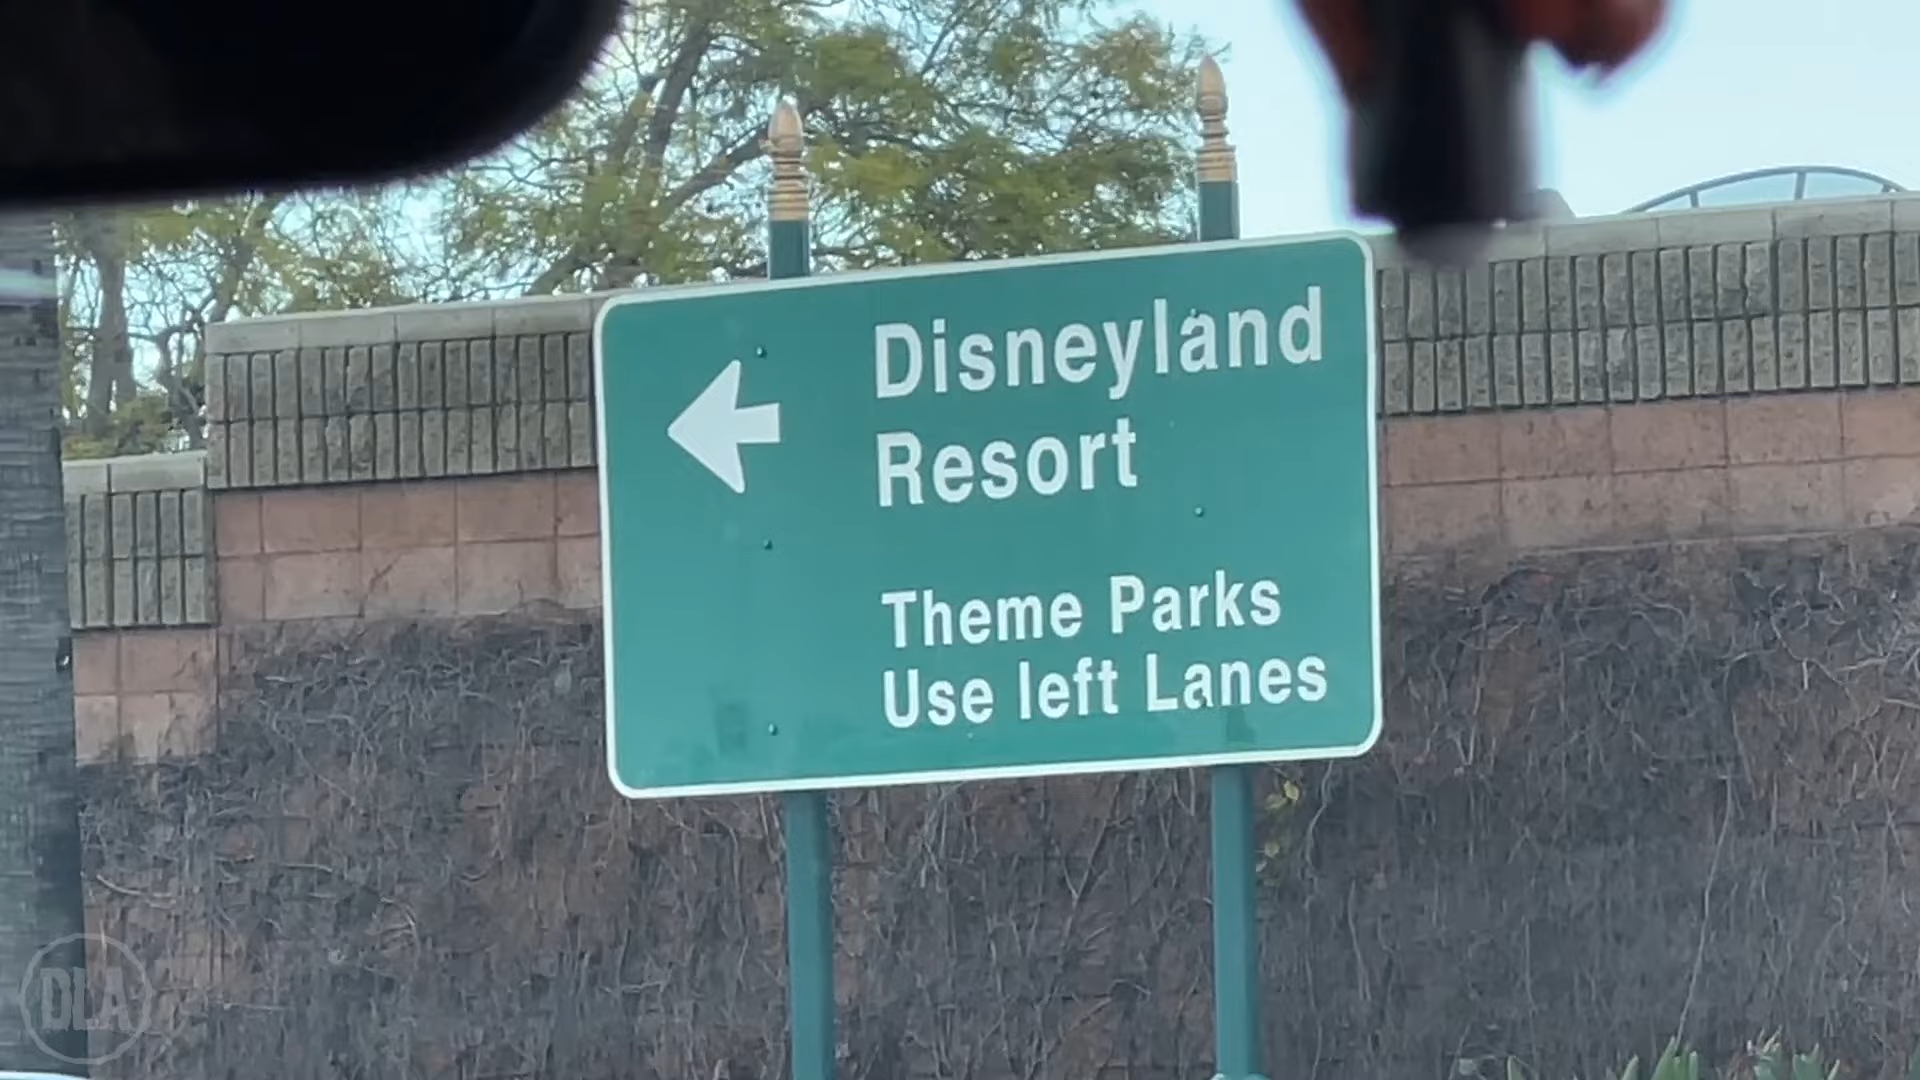 Disneyland
Resort
Theme Parks
Use left Lanes
DLA